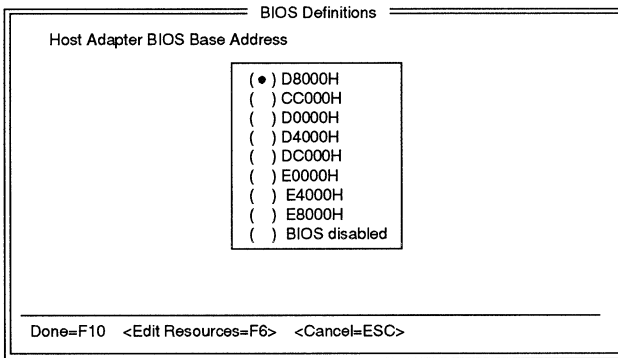 BIOS Definitions
Host Adapter BIOS Base Address
( • ) D8000H
( ) CC000H
( ) D0000H
( ) D4000H
( ) DC000H
( ) E0000H
( ) E4000H
( ) E8000H
( ) BIOS disabled
Done=F10 <Edit Resources=F6> <Cancel=ESC>